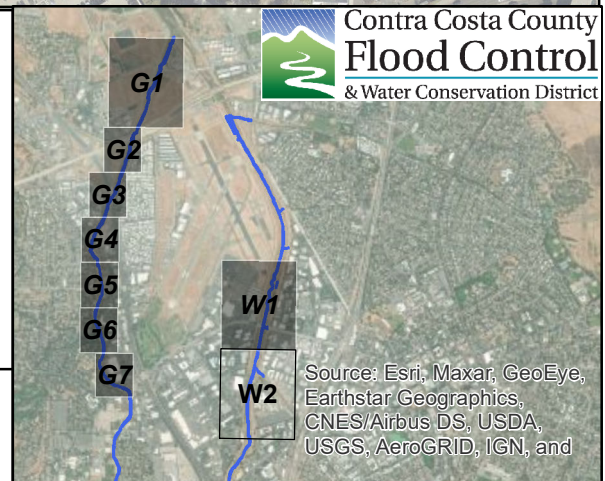 Contra Costa County
Flood Control
& Water Conservation District
G1
G2
G3
G4
G5
G6
G7
W1
W2
Source: Esri, Maxar, GeoEye,
Earthstar Geographics,
CNES/Airbus DS, USDA,
USGS, AeroGRID, IGN, and